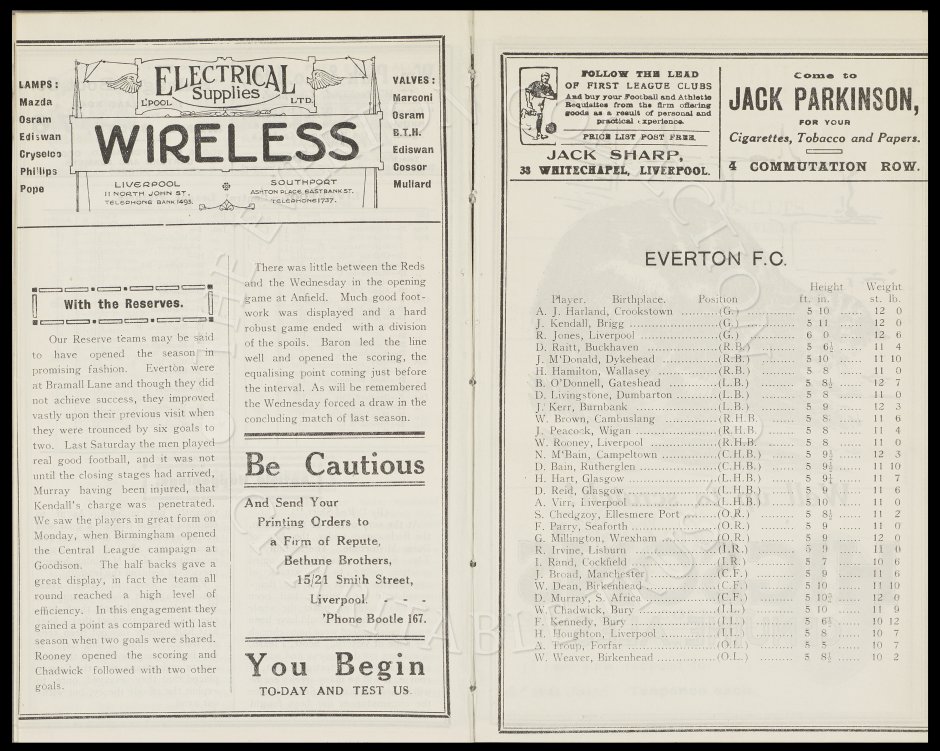 LAMPS :
Mazda
Osram
Ediswan
Cryselco
Phillips
Pope
ELECTRICAL
L'POOL Supplies LTD.
WIRELESS
LIVERPOOL
11 NORTH JOHN ST.
TELEPHONE BANK 1495.
SOUTHPORT
ASHTON PLACE, EAST BANK ST.
TELEPHONE 1737.
VALVES :
Marconi
Osram
B.T.H.
Ediswan
Cossor
Mullard
With the Reserves.
Our Reserve teams may be said
to have opened the season in
promising fashion. Everton were
at Bramall Lane and though they did
not achieve success, they improved
vastly upon their previous visit when
they were trounced by six goals to
two. Last Saturday the men played
real good football, and it was not
until the closing stages had arrived,
Murray having been injured, that
Kendall's charge was penetrated.
We saw the players in great form on
Monday, when Birmingham opened
the Central League campaign at
Goodison. The half backs gave a
great display, in fact the team all
round reached a high level of
efficiency. In this engagement they
gained a point as compared with last
season when two goals were shared.
Rooney opened the scoring and
Chadwick followed with two other
goals.
There was little between the Reds
and the Wednesday in the opening
game at Anfield. Much good foot-
work was displayed and a hard
robust game ended with a division
of the spoils. Baron led the line
well and opened the scoring, the
equalising point coming just before
the interval. As will be remembered
the Wednesday forced a draw in the
concluding match of last season.
Be Cautious
And Send Your
Printing Orders to
a Firm of Repute,
Bethune Brothers,
15/21 Smith Street,
Liverpool. - - -
'Phone Bootle 167.
You Begin
TO-DAY AND TEST US
FOLLOW THE LEAD
OF FIRST LEAGUE CLUBS
And buy your Football and Athletic
Requisites from the firm offering
goods as a result of personal and
practical experience.
PRICE LIST POST FREE.
JACK SHARP,
38 WHITECHAPEL, LIVERPOOL.
Come to
JACK PARKINSON,
FOR YOUR
Cigarettes, Tobacco and Papers.
4 COMMUTATION ROW.
EVERTON F.C.
Height Weight
Player. Birthplace. Position ft. in. st. lb.
A. J. Harland, Crookstown ..........(G.) ........ 5 10 ...... 12 0
J. Kendall, Brigg ..........(G.) ........ 5 11 ...... 12 0
R. Jones, Liverpool ..........(G.) ........ 6 0 ...... 12 6
D. Raitt, Buckhaven ..........(R.B.) ........ 5 6½ ...... 11 4
J. M'Donald, Dykehead ..........(R.B.) ........ 5 10 ...... 11 10
H. Hamilton, Wallasey ..........(R.B.) ........ 5 8 ...... 11 0
B. O'Donnell, Gateshead ..........(L.B.) ........ 5 8½ ...... 12 7
D. Livingstone, Dumbarton ..........(L.B.) ........ 5 8 ...... 11 0
J. Kerr, Burnbank ..........(L.B.) ........ 5 9 ...... 12 3
W. Brown, Cambuslang ..........(R.H.B. ........ 5 8 ...... 11 6
J. Peacock, Wigan ..........(R.H.B. ........ 5 8 ...... 11 4
W. Rooney, Liverpool ..........(R.H.B. ........ 5 8 ...... 11 0
N. M'Bain, Campeltown ..........(C.H.B.) ........ 5 9½ ...... 12 3
D. Bain, Rutherglen ..........(C.H.B.) ........ 5 9½ ...... 11 10
H. Hart, Glasgow ..........(L.H.B.) ........ 5 ...... 11 7
D. Reid, Glasgow ..........(L.H.B.) ........ 5 9 ...... 11 6
A. Virr, Liverpool ..........(L.H.B.) ........ 5 10 ...... 11 0
S. Chedgzoy, Ellesmere Port ..........(O.R.) ........ 5 8½ ...... 11 2
F. Parry, Seaforth ..........(O.R.) ........ 5 9 ...... 11 0
G. Millington, Wrexham ..........(O.R.) ........ 5 9 ...... 12 0
R. Irvine, Lisburn ..........(I.R.) ........ 5 9 ...... 11 0
I. Rand, Cockfield ..........(I.R.) ........ 5 7 ...... 10 6
J. Broad, Manchester ..........(C.F.) ........ 5 9 ...... 11 6
W. Dean, Birkenhead ..........(C.F.) ........ 5 10 ...... 11 10
D. Murray, S. Africa ..........(C.F.) ........ 5 ...... 12 0
W. Chadwick, Bury ..........(I.L.) ........ 5 10 ...... 11 9
F. Kennedy, Bury ..........(I.L.) ........ 5 6½ ...... 10 12
H. Houghton, Liverpool ..........(I.L.) ........ 5 8 ...... 10 7
A. Troup, Forfar ..........(O.L.) ........ 5 5 ...... 10 7
W. Weaver, Birkenhead ..........(O.L.) ........ 5 8½ ...... 10 2